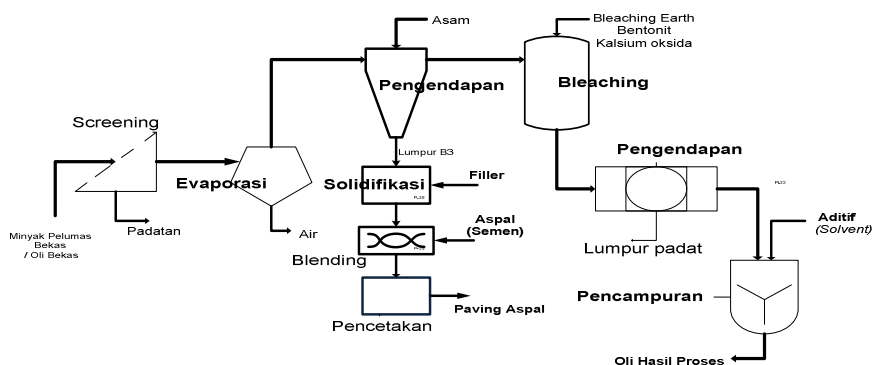 Asam
Bleaching Earth
Bentonit
Kalsium oksida
Pengendapan
Bleaching
Screening
Lumpur B3
Pengendapan
Evaporasi
Solidifikasi
Filler
Minyak Pelumas
Bekas
/ Oli Bekas
Padatan
Air
Aspal
(Semen)
Blending
Lumpur padat
Aditif
(Solvent)
Pencampuran
Paving Aspal
Pencetakan
Oli Hasil Proses